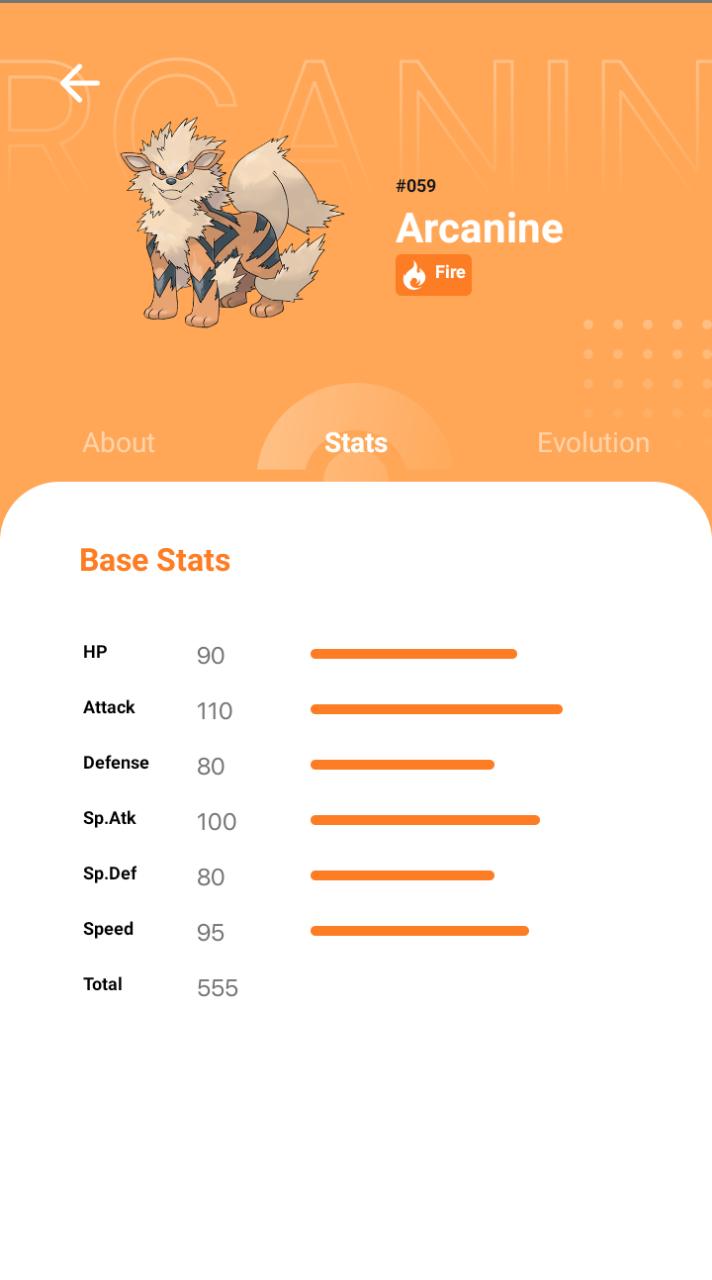 RCANIN
#059
Arcanine
Fire
About Stats Evolution
Base Stats
HP 90
Attack 110
Defense 80
Sp.Atk 100
Sp.Def 80
Speed 95
Total 555